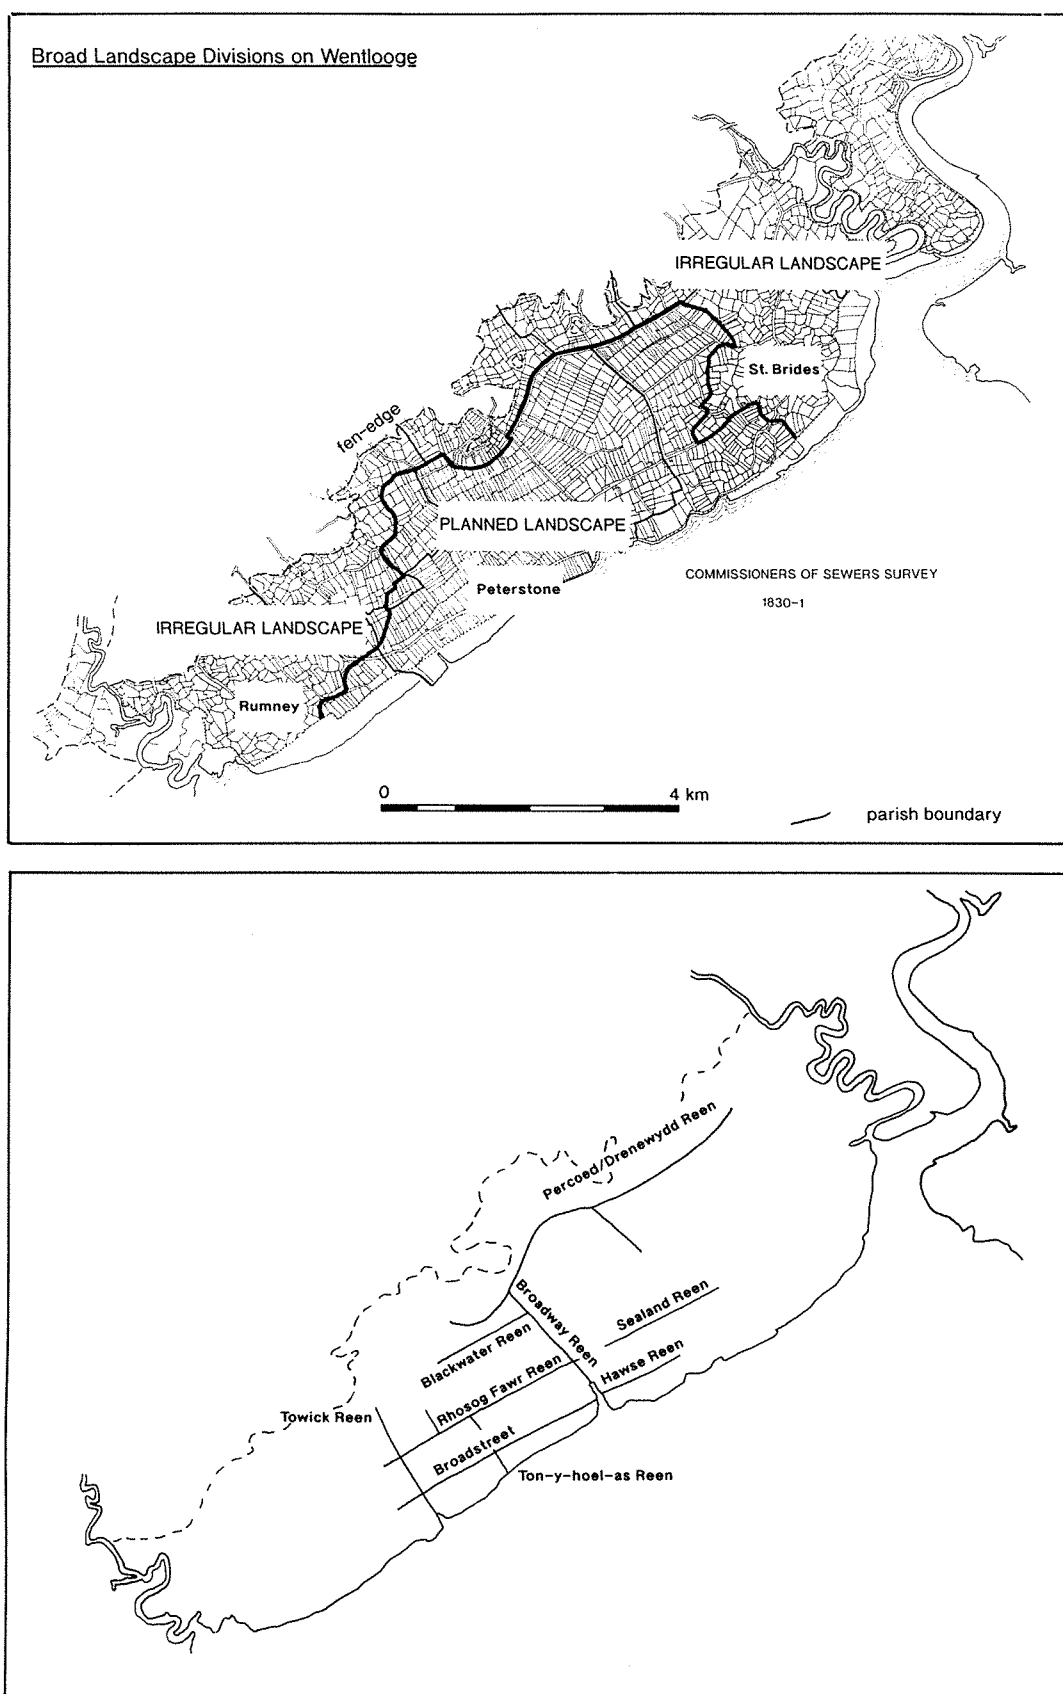 Broad Landscape Divisions on Wentlooge
IRREGULAR LANDSCAPE
St. Brides
fen-edge
PLANNED LANDSCAPE
COMMISSIONERS OF SEWERS SURVEY
1830-1
Peterstone
IRREGULAR LANDSCAPE
Rumney
0 4 km
parish boundary
Percoed/Drenewydd Reen
Broadway Reen
Sealand Reen
Blackwater Reen
Hawse Reen
Rhosog Fawr Reen
Towick Reen
Broadstreet
Ton-y-hoel-as Reen